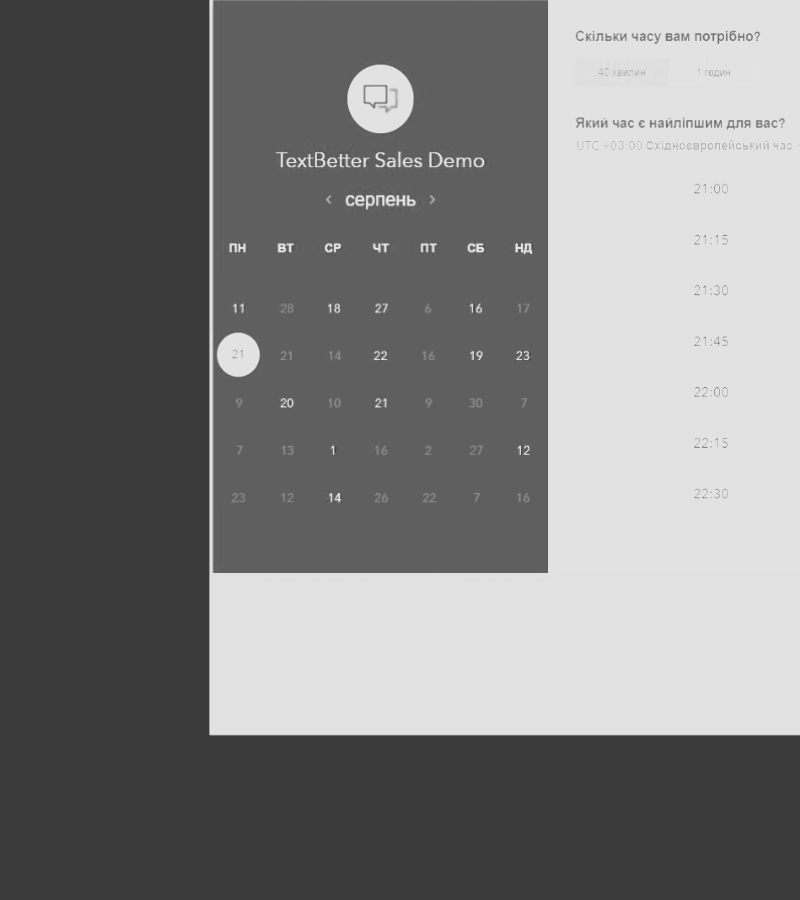 TextBetter Sales Demo
серпень
ПН ВТ СР ЧТ ПТ СБ НД
11 28 18 27 6 16 17
21 21 14 22 16 19 23
9 20 10 21 9 30 7
7 13 1 16 2 27 12
23 12 14 26 22 7 16
Скільки часу вам потрібно?
40 хвилин 1 годин
Який час є найліпшим для вас?
UTC +03:00 Східноєвропейський час
21:00
21:15
21:30
21:45
22:00
22:15
22:30